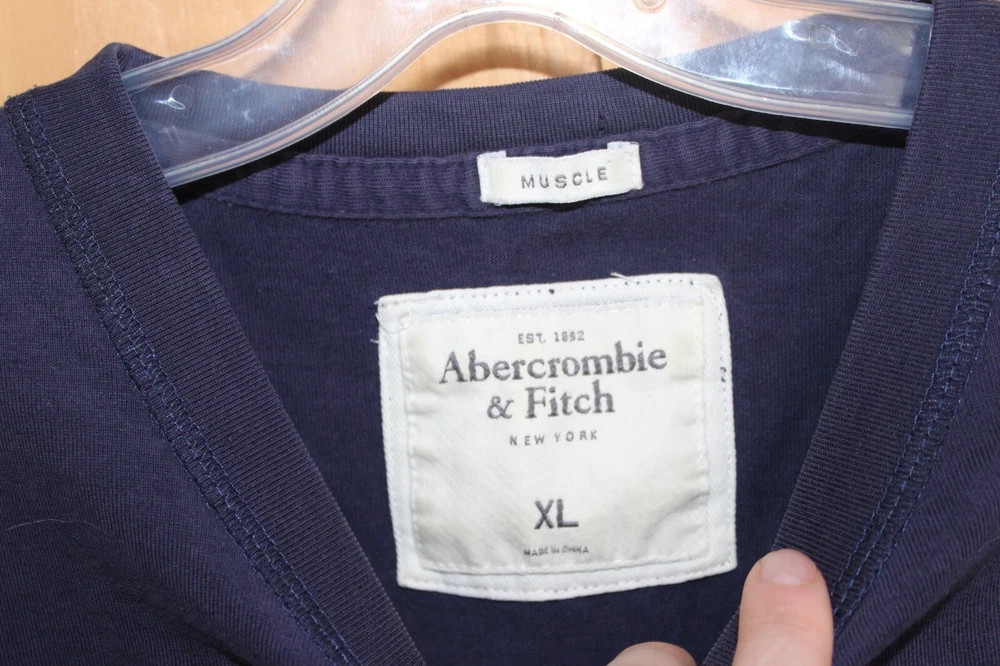 MUSCLE
EST. 1892
Abercrombie
& Fitch
NEW YORK
XL
MADE IN CHINA